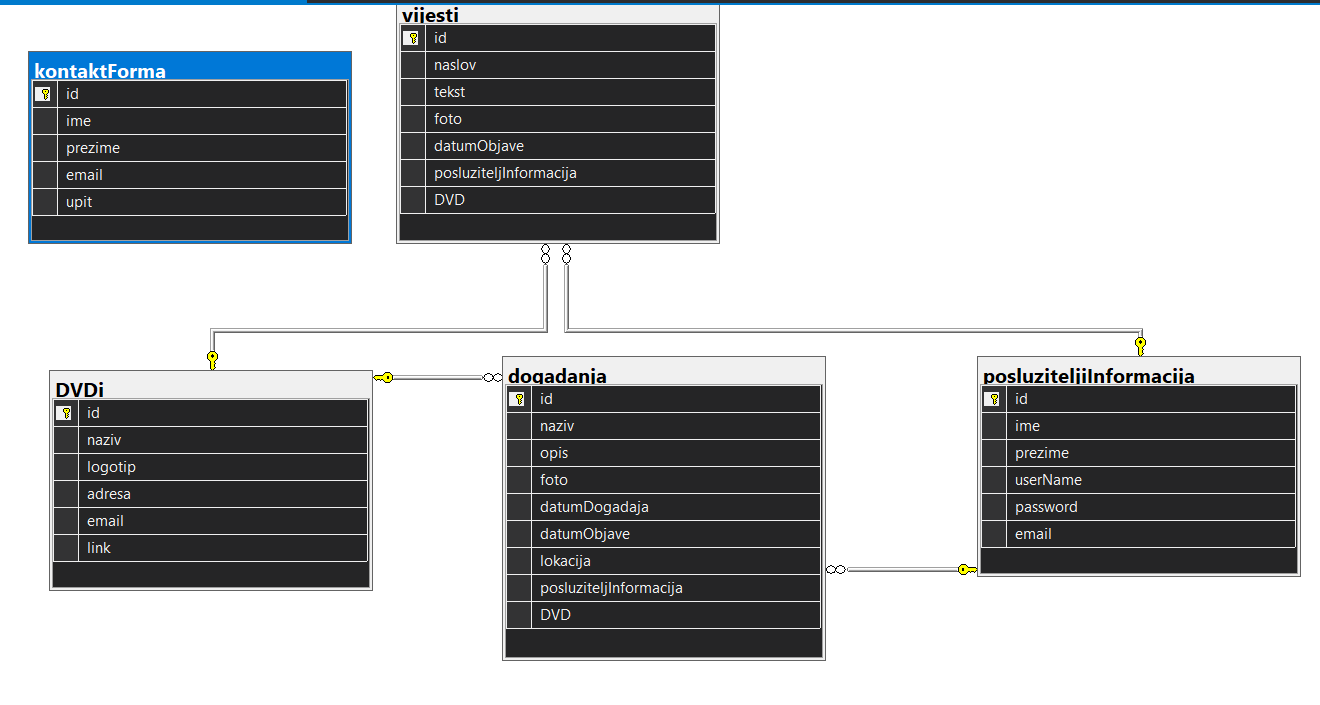 vijesti
id
naslov
tekst
foto
datumObjave
posluziteljInformacija
DVD
kontaktForma
id
ime
prezime
email
upit
DVDi
id
naziv
logotip
adresa
email
link
dogadanja
id
naziv
opis
foto
datumDogadaja
datumObjave
lokacija
posluziteljInformacija
DVD
posluziteljiInformacija
id
ime
prezime
userName
password
email